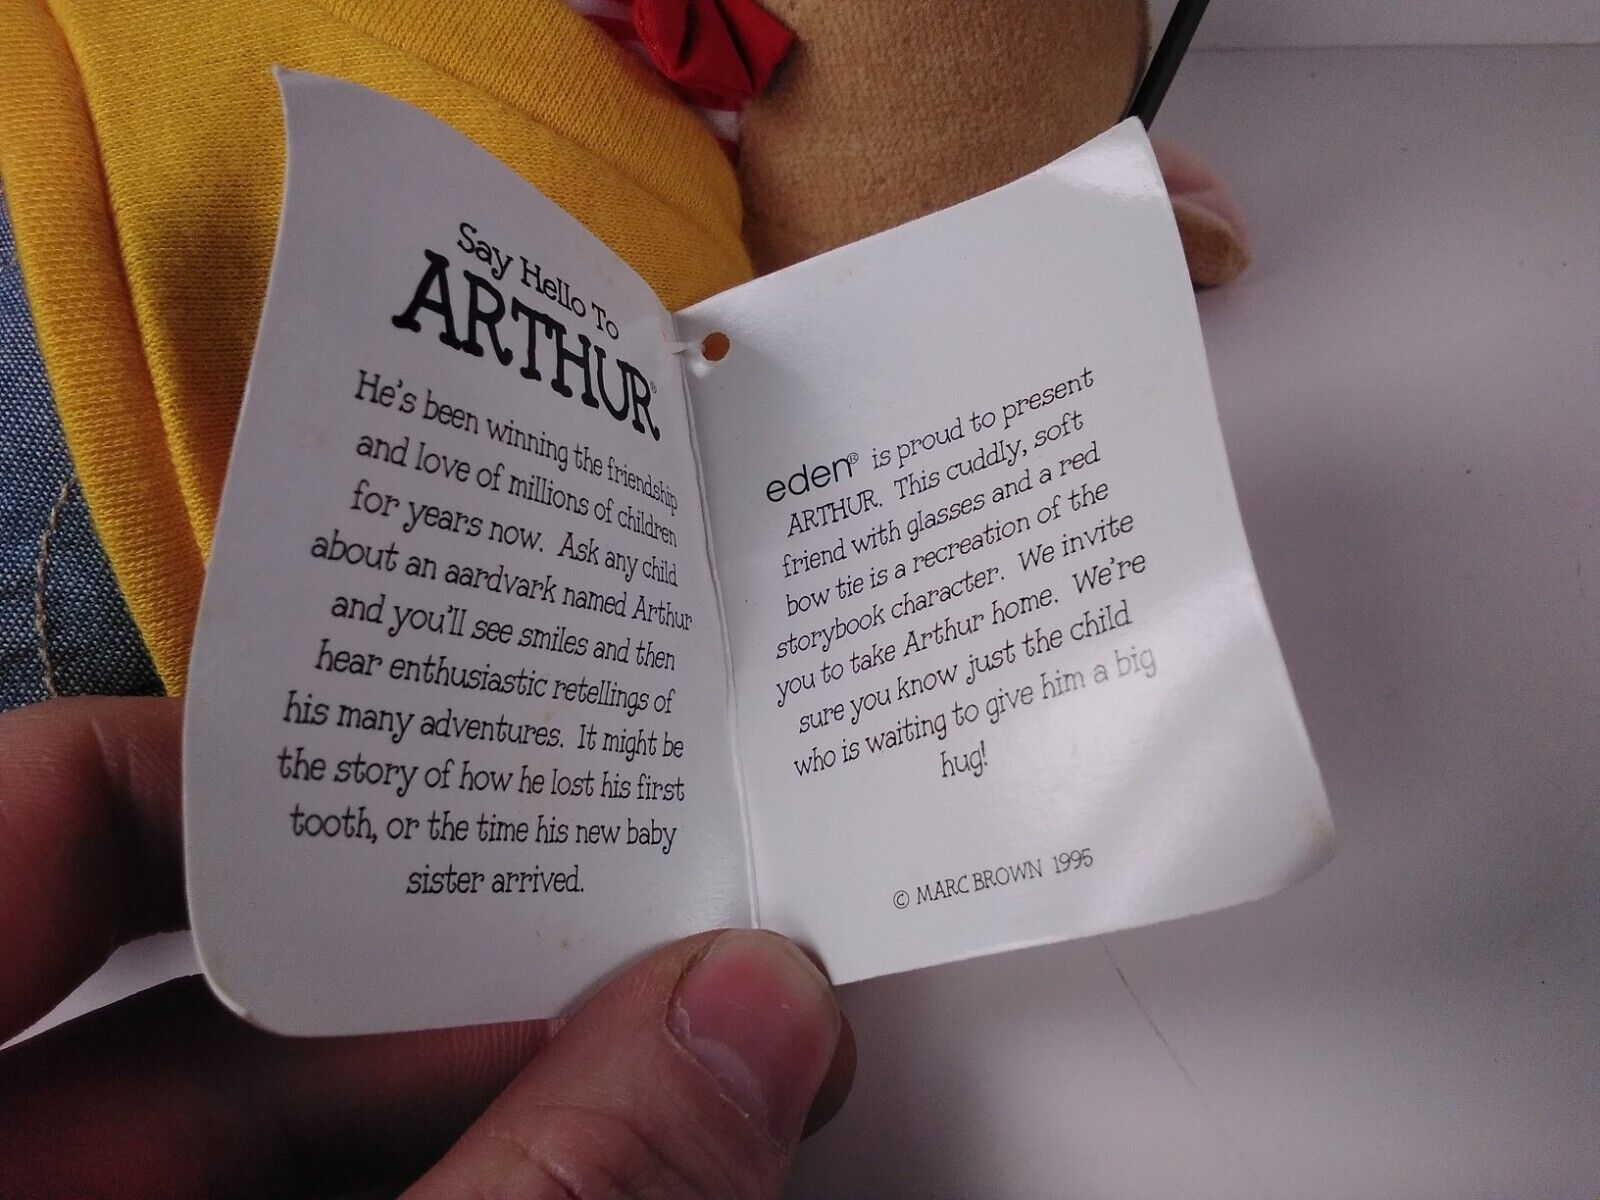 Say Hello To
ARTHUR®
He's been winning the friendship
and love of millions of children
for years now. Ask any child
about an aardvark named Arthur
and you'll see smiles and then
hear enthusiastic retellings of
his many adventures. It might be
the story of how he lost his first
tooth, or the time his new baby
sister arrived.
eden® is proud to present
ARTHUR. This cuddly, soft
friend with glasses and a red
bow tie is a recreation of the
storybook character. We invite
you to take Arthur home. We're
sure you know just the child
who is waiting to give him a big
hug!
© MARC BROWN 1995